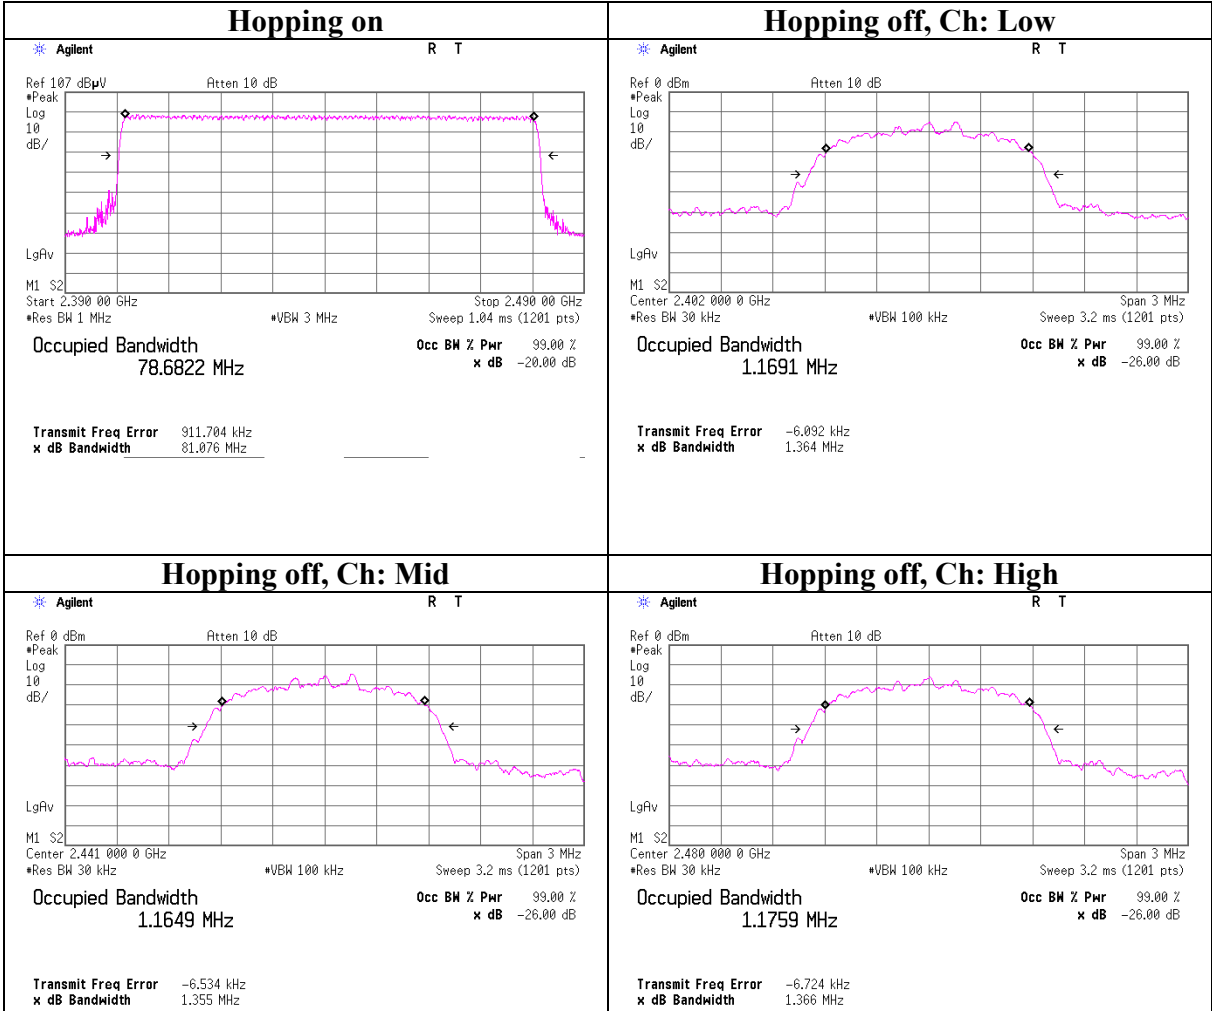 Hopping on
Agilent R T
Ref 107 dBµV Atten 10 dB
#Peak
Log
10
dB/
LgAv
M1 S2
Start 2.390 00 GHz Stop 2.490 00 GHz
#Res BW 1 MHz #VBW 3 MHz Sweep 1.04 ms (1201 pts)
Occupied Bandwidth Occ BW % Pwr 99.00 %
78.6822 MHz x dB -20.00 dB
Transmit Freq Error 911.704 kHz
x dB Bandwidth 81.076 MHz
Hopping off, Ch: Low
Agilent R T
Ref 0 dBm Atten 10 dB
#Peak
Log
10
dB/
LgAv
M1 S2
Center 2.402 000 0 GHz Span 3 MHz
#Res BW 30 kHz #VBW 100 kHz Sweep 3.2 ms (1201 pts)
Occupied Bandwidth Occ BW % Pwr 99.00 %
1.1691 MHz x dB -26.00 dB
Transmit Freq Error -6.092 kHz
x dB Bandwidth 1.364 MHz
Hopping off, Ch: Mid
Agilent R T
Ref 0 dBm Atten 10 dB
#Peak
Log
10
dB/
LgAv
M1 S2
Center 2.441 000 0 GHz Span 3 MHz
#Res BW 30 kHz #VBW 100 kHz Sweep 3.2 ms (1201 pts)
Occupied Bandwidth Occ BW % Pwr 99.00 %
1.1649 MHz x dB -26.00 dB
Transmit Freq Error -6.534 kHz
x dB Bandwidth 1.355 MHz
Hopping off, Ch: High
Agilent R T
Ref 0 dBm Atten 10 dB
#Peak
Log
10
dB/
LgAv
M1 S2
Center 2.480 000 0 GHz Span 3 MHz
#Res BW 30 kHz #VBW 100 kHz Sweep 3.2 ms (1201 pts)
Occupied Bandwidth Occ BW % Pwr 99.00 %
1.1759 MHz x dB -26.00 dB
Transmit Freq Error -6.724 kHz
x dB Bandwidth 1.366 MHz